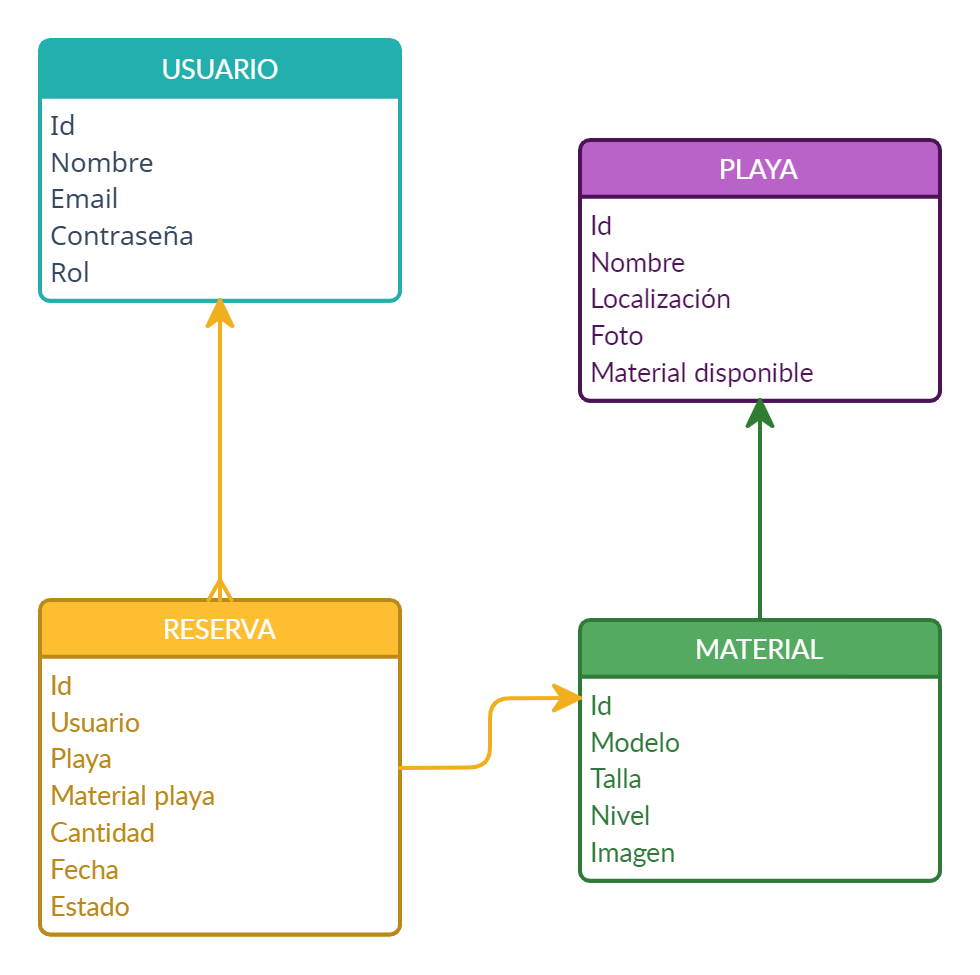 USUARIO
Id
Nombre
Email
Contraseña
Rol
PLAYA
Id
Nombre
Localización
Foto
Material disponible
RESERVA
Id
Usuario
Playa
Material playa
Cantidad
Fecha
Estado
MATERIAL
Id
Modelo
Talla
Nivel
Imagen